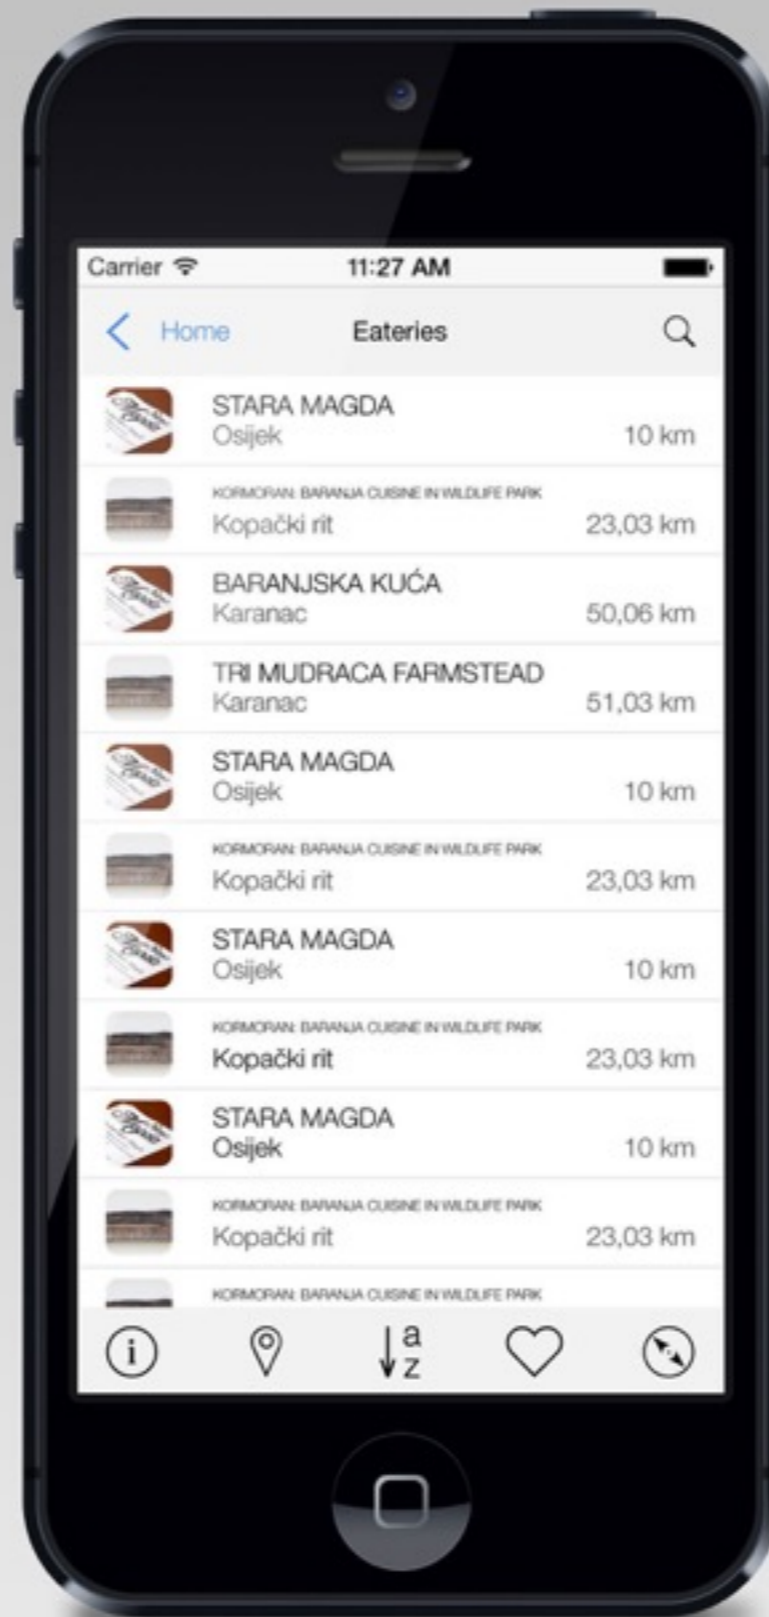 Carrier
11:27 AM
Home
Eateries
STARA MAGDA
Osijek
10 km
KORMORAN: BARANJA CUISINE IN WILDLIFE PARK
Kopački rit
23,03 km
BARANJSKA KUĆA
Karanac
50,06 km
TRI MUDRACA FARMSTEAD
Karanac
51,03 km
STARA MAGDA
Osijek
10 km
KORMORAN: BARANJA CUISINE IN WILDLIFE PARK
Kopački rit
23,03 km
STARA MAGDA
Osijek
10 km
KORMORAN: BARANJA CUISINE IN WILDLIFE PARK
Kopački rit
23,03 km
STARA MAGDA
Osijek
10 km
KORMORAN: BARANJA CUISINE IN WILDLIFE PARK
Kopački rit
23,03 km
KORMORAN: BARANJA CUISINE IN WILDLIFE PARK
i
a
z